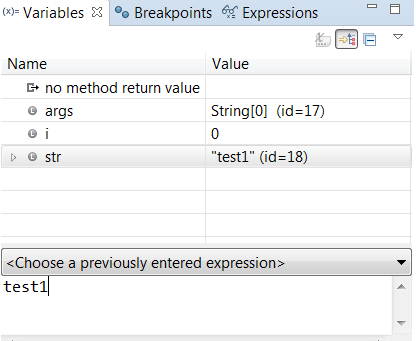 (x)= Variables Breakpoints Expressions
Name Value
no method return value
args String[0] (id=17)
i 0
str "test1" (id=18)
<Choose a previously entered expression>
test1